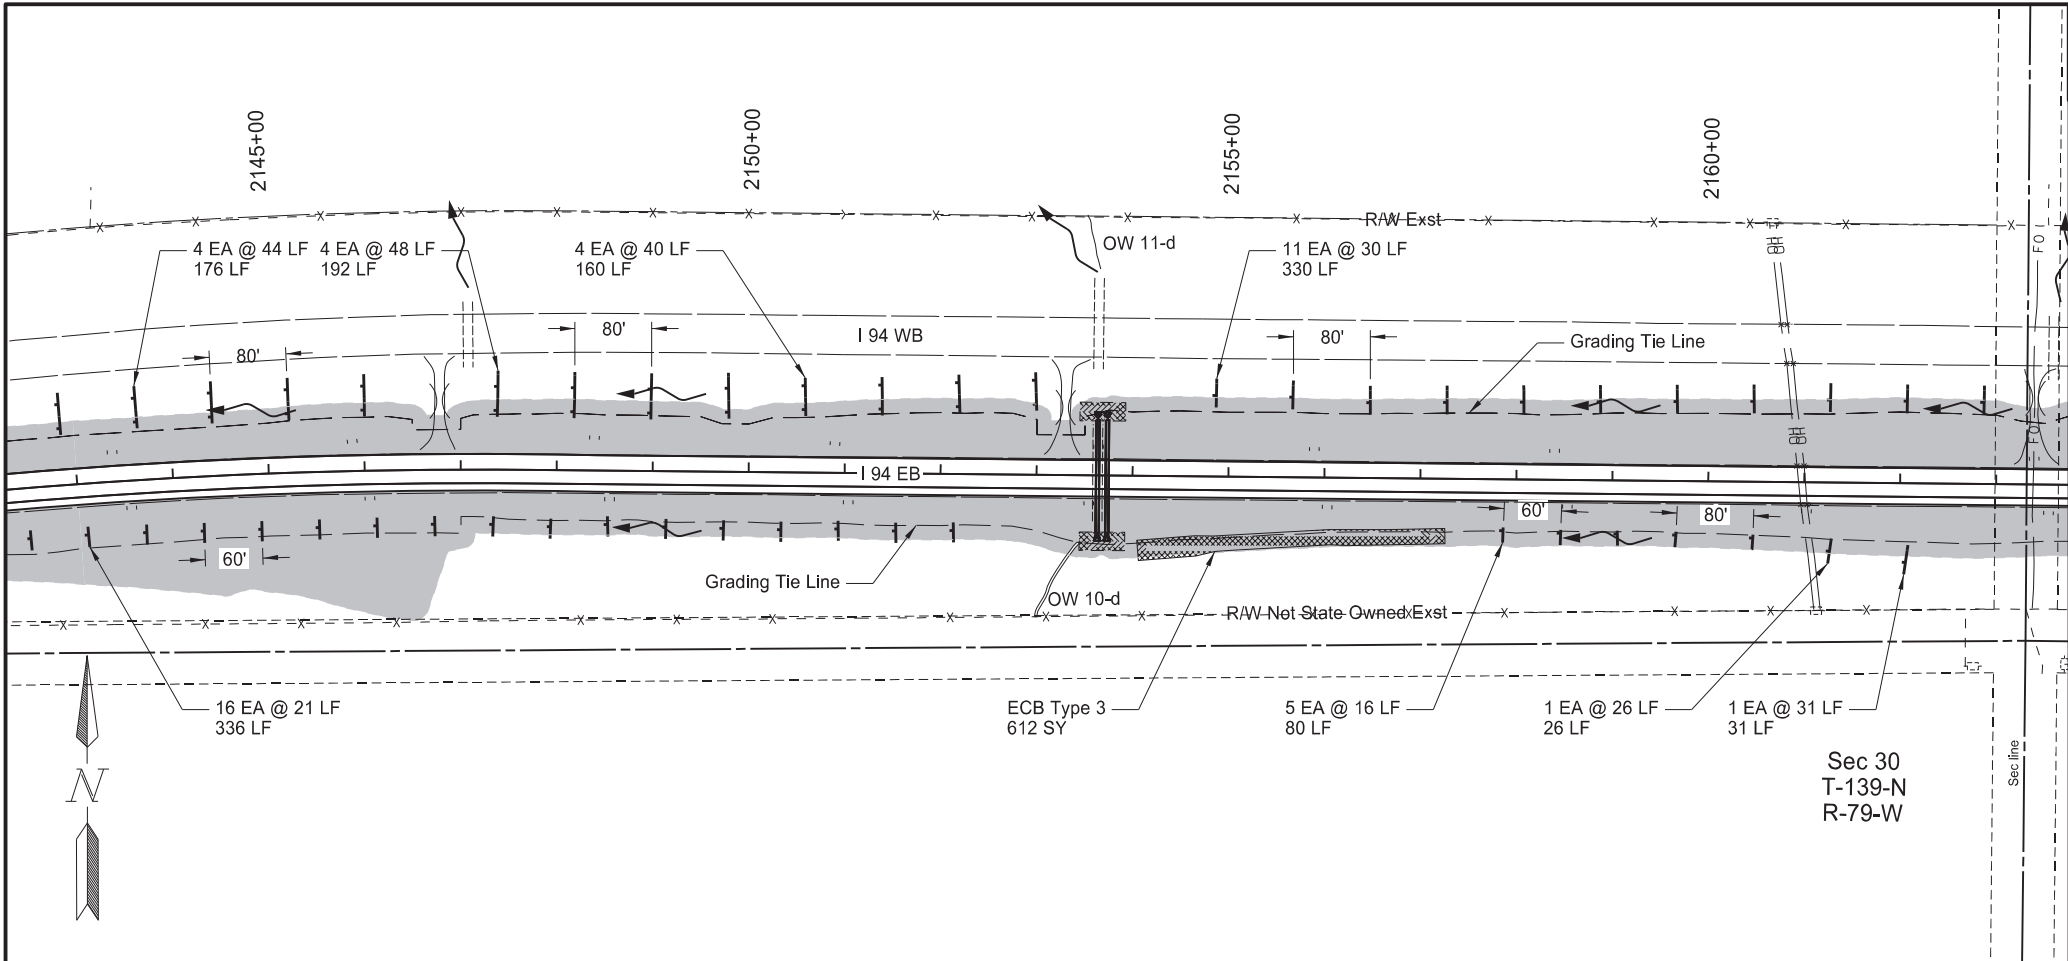 2145+00
2150+00
2155+00
2160+00
R/W Exst
4 EA @ 44 LF
176 LF
4 EA @ 48 LF
192 LF
4 EA @ 40 LF
160 LF
OW 11-d
11 EA @ 30 LF
330 LF
OH
OH
FO
80'
80'
I 94 WB
80'
Grading Tie Line
OH
OH
FO
I 94 EB
60'
80'
60'
Grading Tie Line
OW 10-d
R/W Not State Owned Exst
16 EA @ 21 LF
336 LF
ECB Type 3
612 SY
5 EA @ 16 LF
80 LF
1 EA @ 26 LF
26 LF
1 EA @ 31 LF
31 LF
N
Sec 30
T-139-N
R-79-W
Sec line